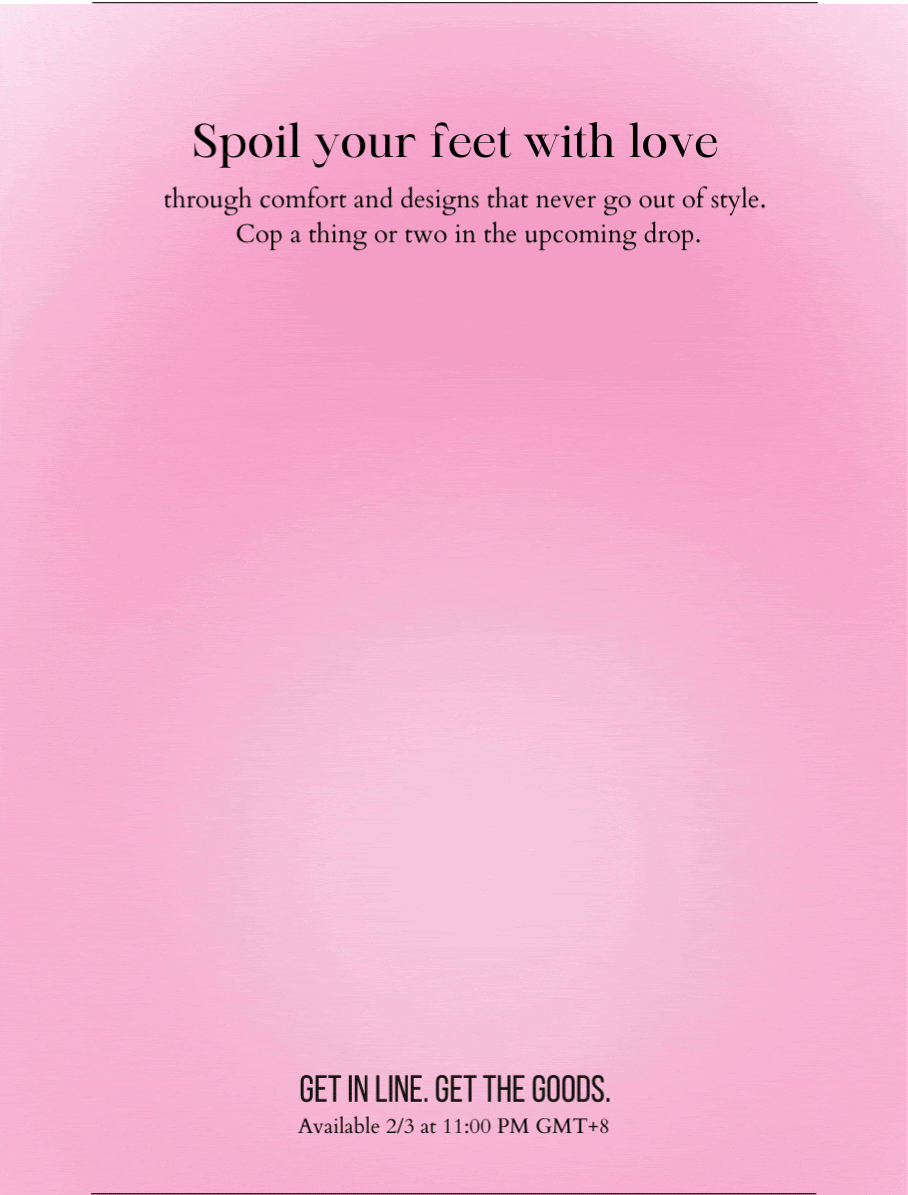 Spoil your feet with love
through comfort and designs that never go out of style.
Cop a thing or two in the upcoming drop.
GET IN LINE. GET THE GOODS.
Available 2/3 at 11:00 PM GMT+8